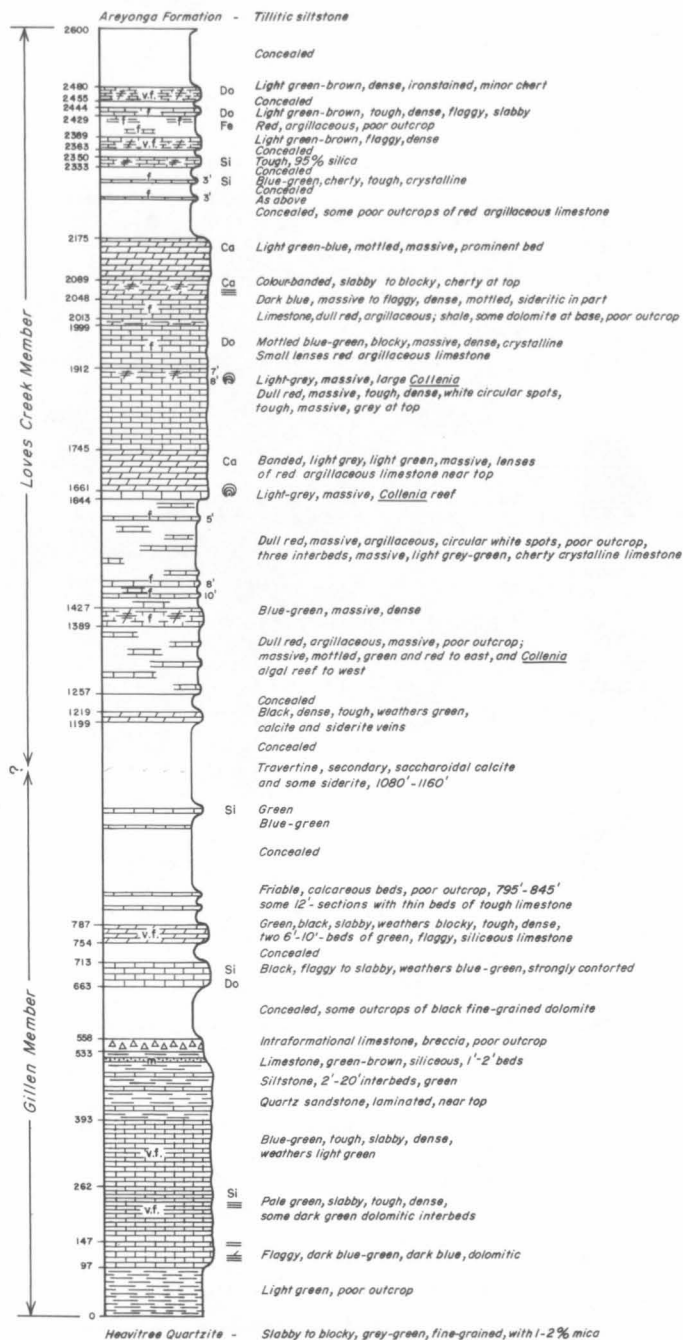 Areyonga Formation - Tillitic siltstone
2600
Concealed
2480 Do Light green-brown, dense, ironstained, minor chert
v.f.
2455 Concealed
2444 f Do Light green-brown, tough, dense, flaggy, slabby
2429 f Fe Red, argillaceous, poor outcrop
f
2389 Light green-brown, flaggy, dense
v.f.
2363 Concealed
2350 Si Tough, 95% silica
2333 Concealed
f 3' Si Blue-green, cherty, tough, crystalline
Concealed
f 3' As above
Concealed, some poor outcrops of red argillaceous limestone
2175
Ca Light green-blue, mottled, massive, prominent bed
2089 Ca Colour-banded, slabby to blocky, cherty at top
2048 Dark blue, massive to flaggy, dense, mottled, sideritic in part
f
2013 Limestone, dull red, argillaceous; shale, some dolomite at base, poor outcrop
1999
f Do Mottled blue-green, blocky, massive, dense, crystalline
Small lenses red argillaceous limestone
1912 7'
8' Light-grey, massive, large Collenia
Dull red, massive, tough, dense, white circular spots,
tough, massive, grey at top
1745
Ca Banded, light grey, light green, massive, lenses
of red argillaceous limestone near top
1661
1644 Light-grey, massive, Collenia reef
f 5'
Dull red, massive, argillaceous, circular white spots, poor outcrop,
three interbeds, massive, light grey-green, cherty crystalline limestone
f 8'
f 10'
1427 Blue-green, massive, dense
f
1389
Dull red, argillaceous, massive, poor outcrop;
massive, mottled, green and red to east, and Collenia
algal reef to west
1257
Concealed
1219 Black, dense, tough, weathers green,
1199 calcite and siderite veins
Concealed
Travertine, secondary, saccharoidal calcite
and some siderite, 1080'-1160'
Si Green
Blue-green
Concealed
Friable, calcareous beds, poor outcrop, 795'-845'
some 12'-sections with thin beds of tough limestone
787 Green, black, slabby, weathers blocky, tough, dense,
v.f. two 6'-10'-beds of green, flaggy, siliceous limestone
754
Concealed
713
Si Black, flaggy to slabby, weathers blue-green, strongly contorted
663 Do
Concealed, some outcrops of black fine-grained dolomite
558 Intraformational limestone, breccia, poor outcrop
533
m Limestone, green-brown, siliceous, 1'-2' beds
Siltstone, 2'-20' interbeds, green
Quartz sandstone, laminated, near top
393
v.f. Blue-green, tough, slabby, dense,
weathers light green
262 Si
v.f. Pale green, slabby, tough, dense,
some dark green dolomitic interbeds
147
Flaggy, dark blue-green, dark blue, dolomitic
97
Light green, poor outcrop
0
Heavitree Quartzite - Slabby to blocky, grey-green, fine-grained, with 1-2% mica
Loves Creek Member
?
Gillen Member